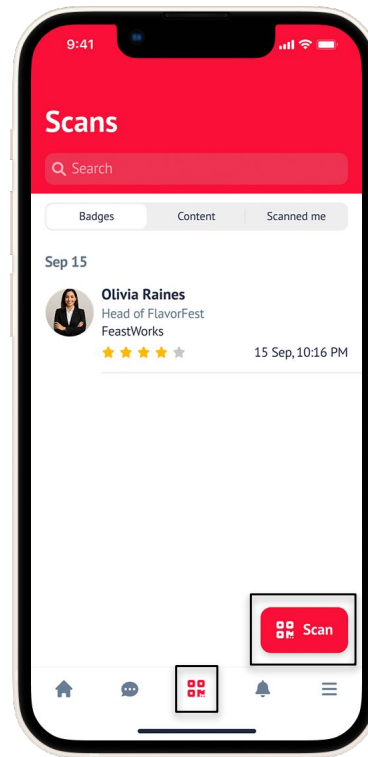 9:41
Scans
Search
Badges Content Scanned me
Sep 15
Olivia Raines
Head of FlavorFest
FeastWorks
15 Sep, 10:16 PM
Scan